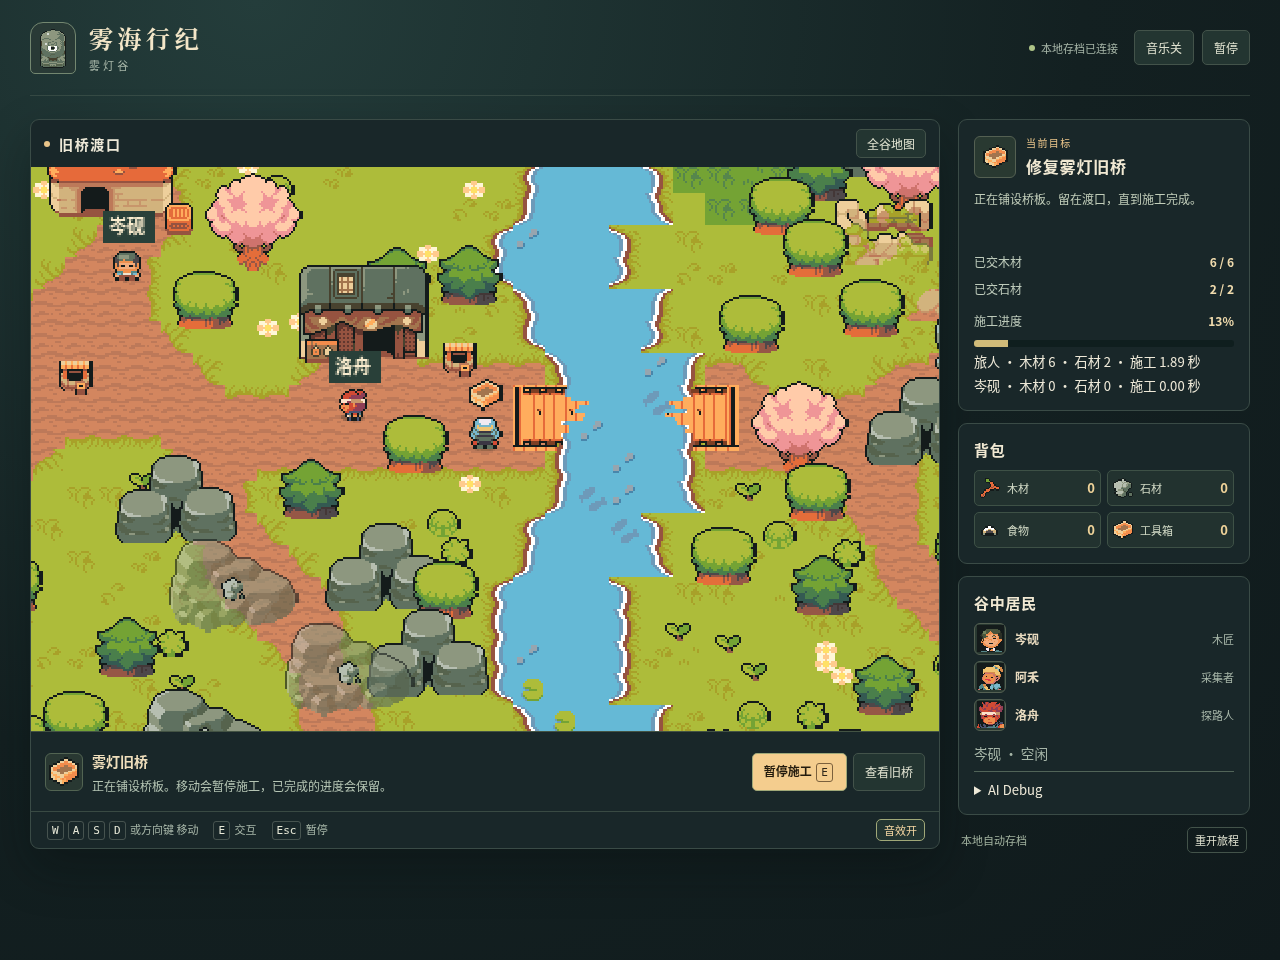 雾海行纪
雾灯谷
本地存档已连接
音乐关
暂停
旧桥渡口
全谷地图
岑砚
洛舟
雾灯旧桥
正在铺设桥板。移动会暂停施工,已完成的进度会保留。
暂停施工 E
查看旧桥
W A S D 或方向键 移动 E 交互 Esc 暂停
音效开
当前目标
修复雾灯旧桥
正在铺设桥板。留在渡口,直到施工完成。
已交木材 6 / 6
已交石材 2 / 2
施工进度 13%
旅人 · 木材 6 · 石材 2 · 施工 1.89 秒
岑砚 · 木材 0 · 石材 0 · 施工 0.00 秒
背包
木材 0 石材 0
食物 0 工具箱 0
谷中居民
岑砚 木匠
阿禾 采集者
洛舟 探路人
岑砚 · 空闲
AI Debug
本地自动存档
重开旅程